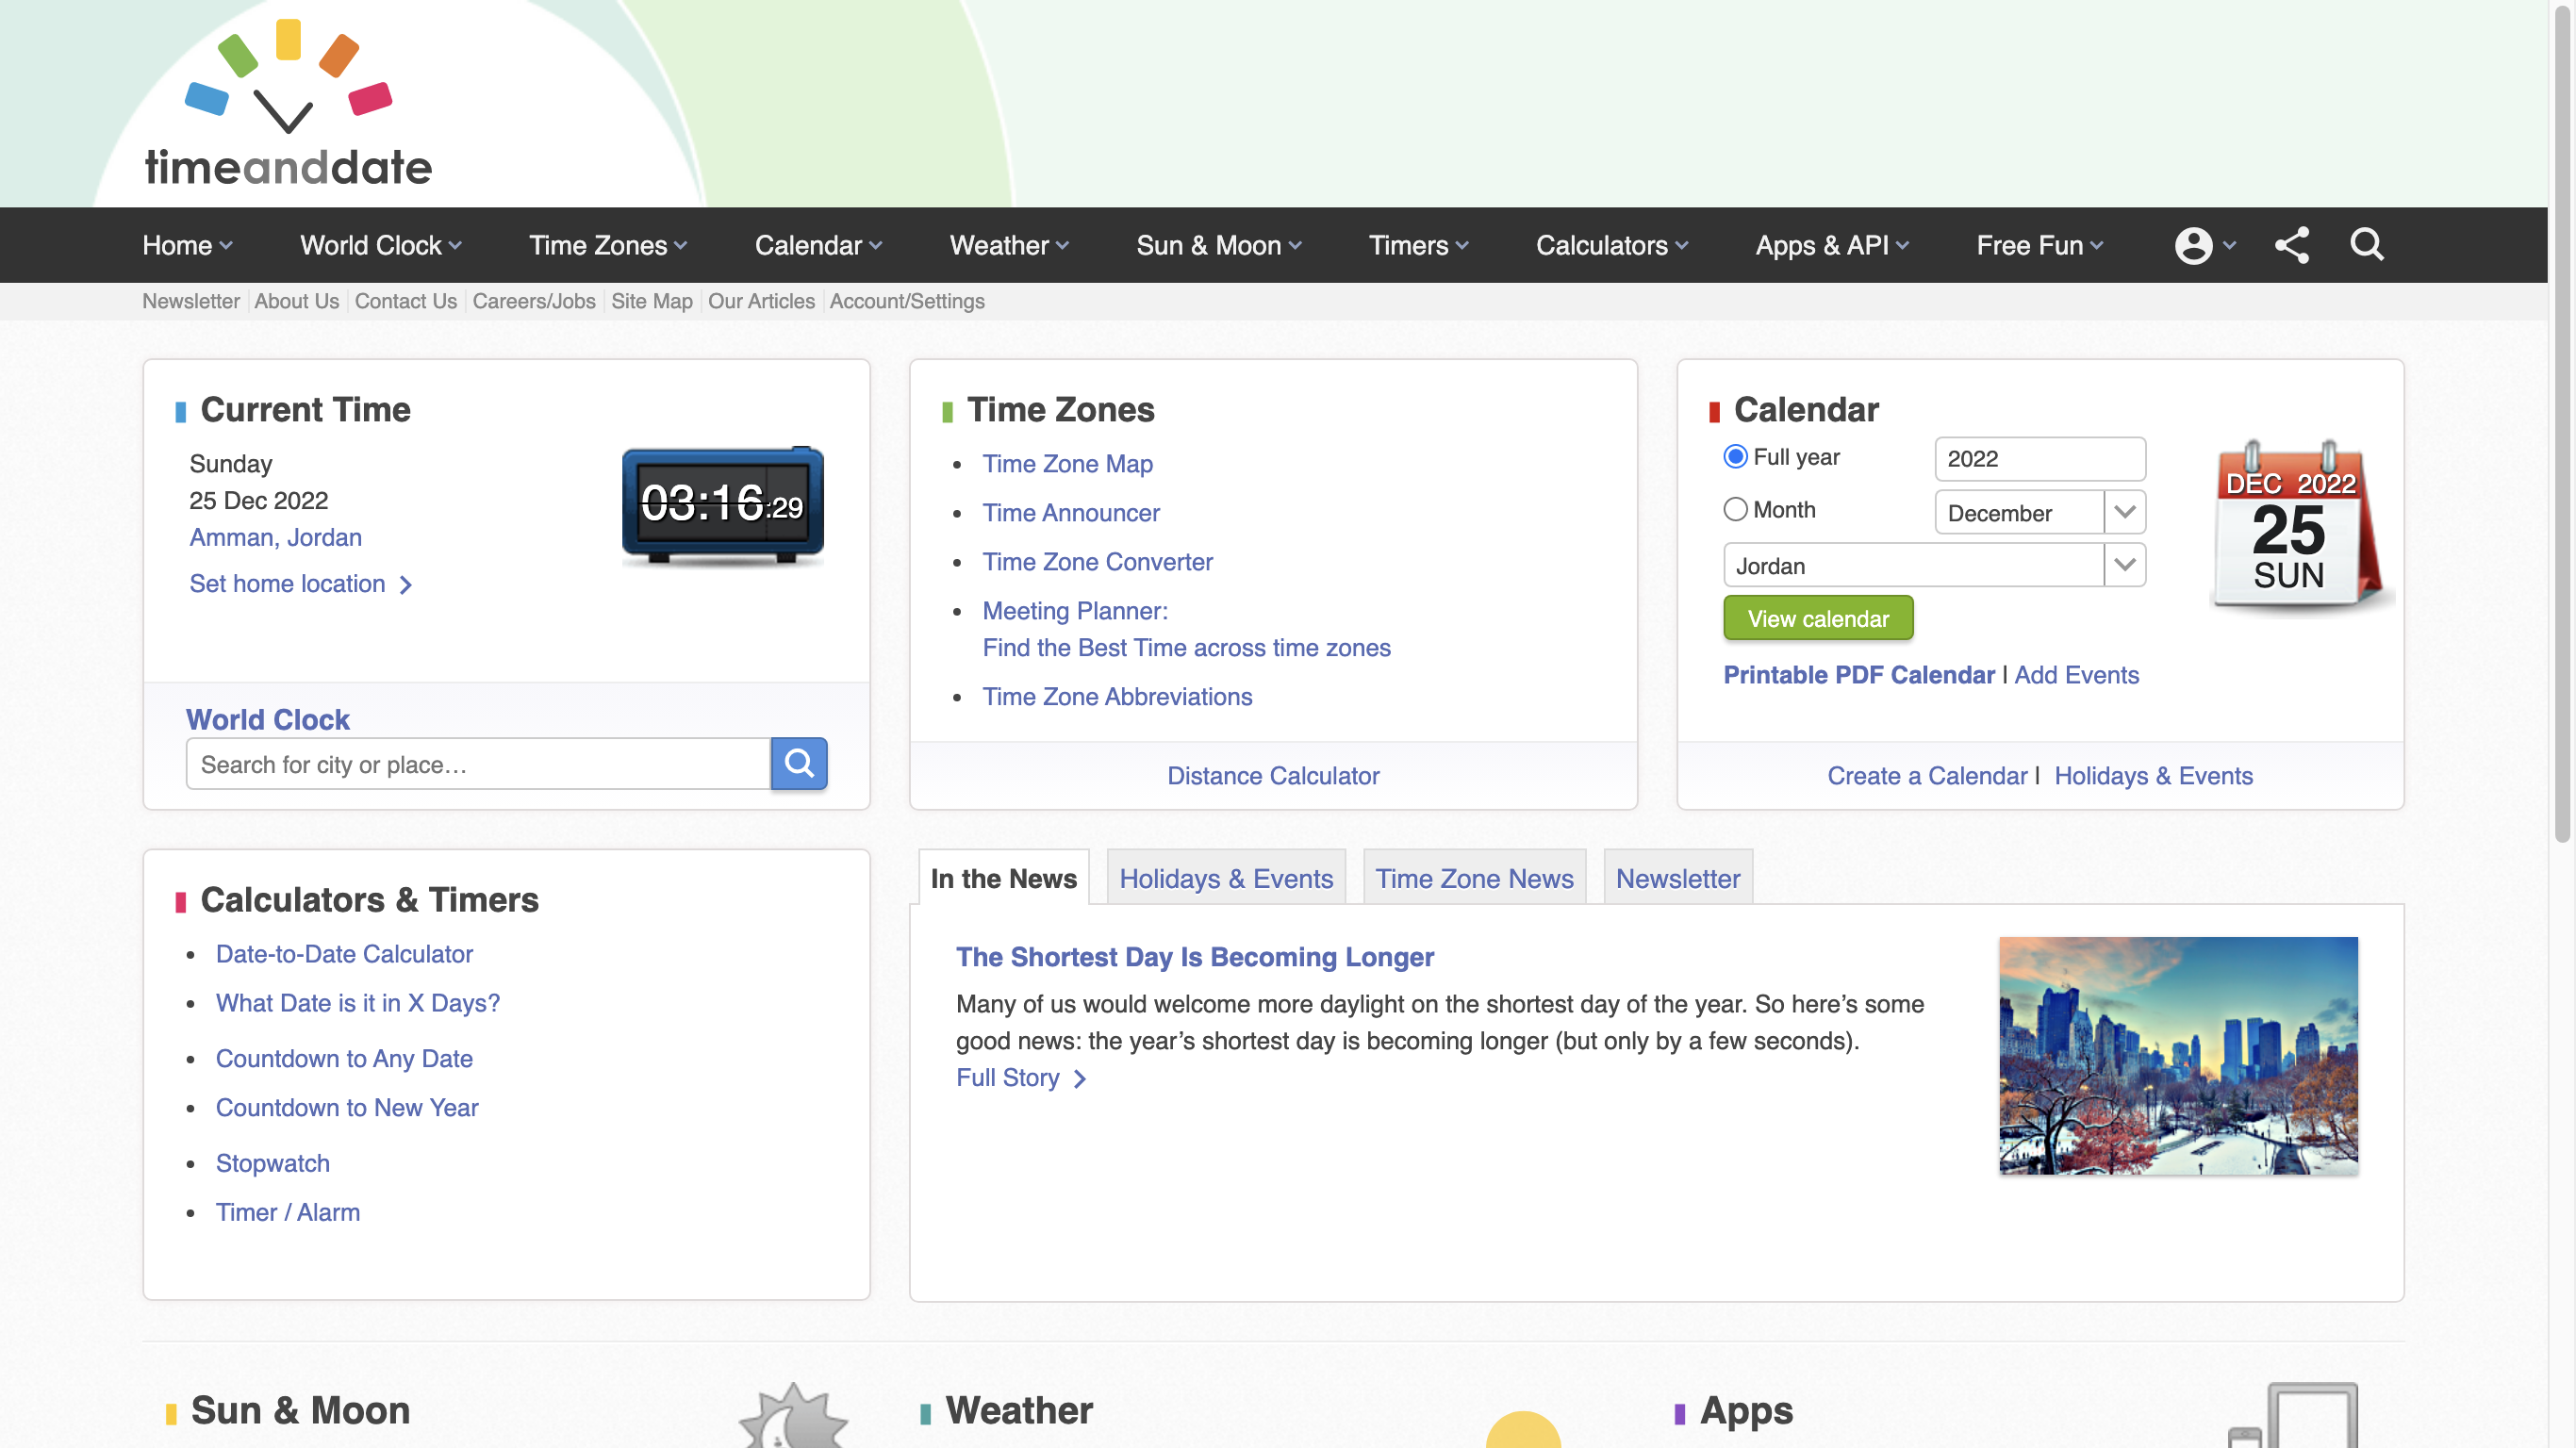 timeanddate
Home World Clock Time Zones Calendar Weather Sun & Moon Timers Calculators Apps & API Free Fun
Newsletter About Us Contact Us Careers/Jobs Site Map Our Articles Account/Settings
Current Time
Sunday
25 Dec 2022
Amman, Jordan
Set home location
03:16:29
World Clock
Search for city or place…
Time Zones
Time Zone Map
Time Announcer
Time Zone Converter
Meeting Planner:
Find the Best Time across time zones
Time Zone Abbreviations
Distance Calculator
Calendar
Full year 2022
Month December
Jordan
View calendar
Printable PDF Calendar | Add Events
DEC 2022
25
SUN
Create a Calendar | Holidays & Events
Calculators & Timers
Date-to-Date Calculator
What Date is it in X Days?
Countdown to Any Date
Countdown to New Year
Stopwatch
Timer / Alarm
In the News Holidays & Events Time Zone News Newsletter
The Shortest Day Is Becoming Longer
Many of us would welcome more daylight on the shortest day of the year. So here’s some
good news: the year’s shortest day is becoming longer (but only by a few seconds).
Full Story
Sun & Moon
Weather
Apps